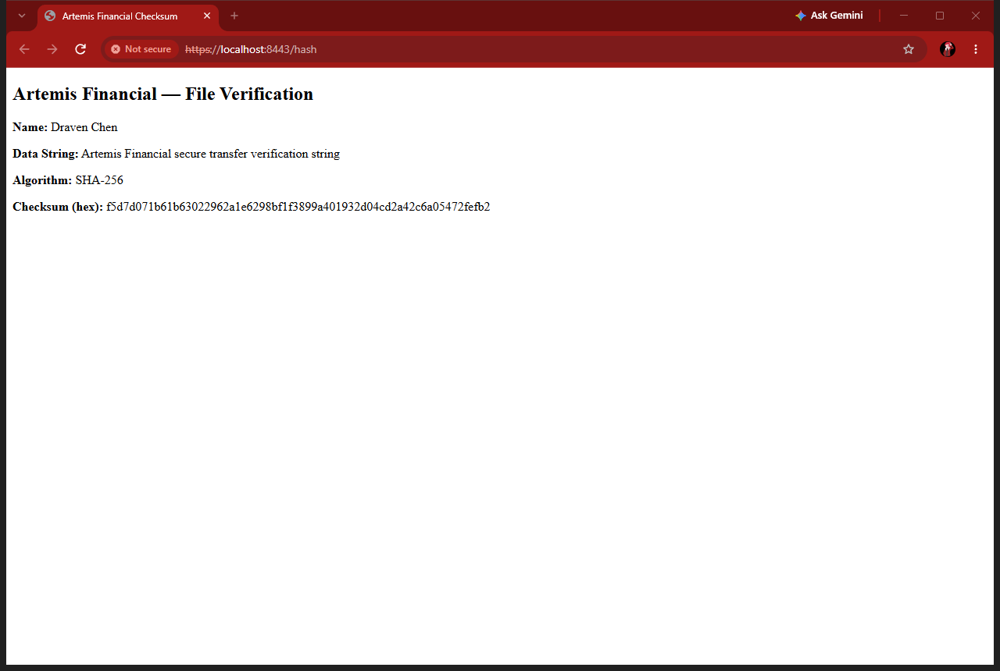 Artemis Financial Checksum
Ask Gemini
Not secure
https://localhost:8443/hash
Artemis Financial — File Verification
Name: Draven Chen
Data String: Artemis Financial secure transfer verification string
Algorithm: SHA-256
Checksum (hex): f5d7d071b61b63022962a1e6298bf1f3899a401932d04cd2a42c6a05472fefb2